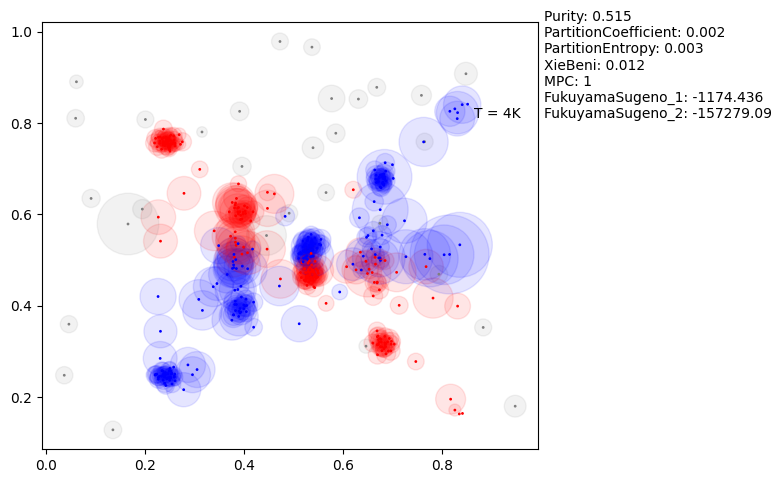 Purity: 0.515
PartitionCoefficient: 0.002
PartitionEntropy: 0.003
XieBeni: 0.012
MPC: 1
FukuyamaSugeno_1: -1174.436
FukuyamaSugeno_2: -157279.09
T = 4K
1.0
0.8
0.6
0.4
0.2
0.0
0.2
0.4
0.6
0.8